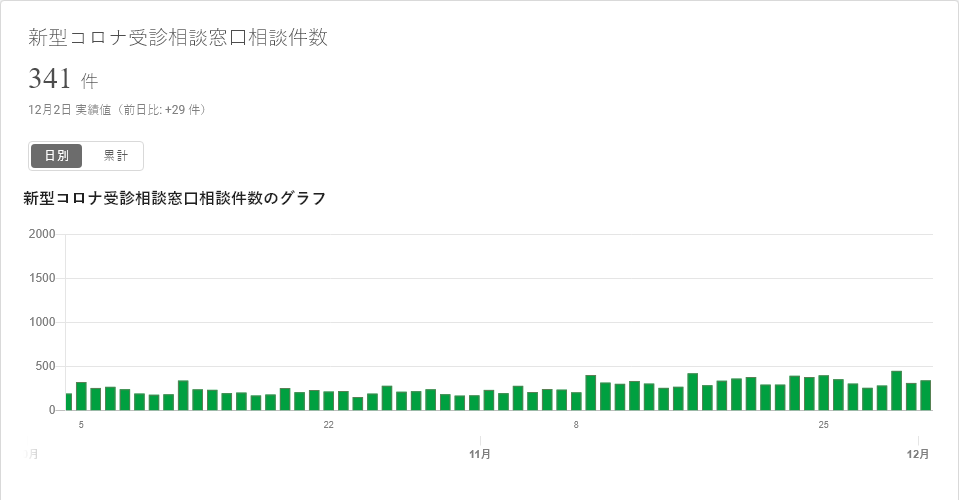 新型コロナ受診相談窓口相談件数
341 件
12月2日 実績値（前日比: +29 件）
日別 累計
新型コロナ受診相談窓口相談件数のグラフ
2000
1500
1000
500
0
5 22 8 25
月 11月 12月